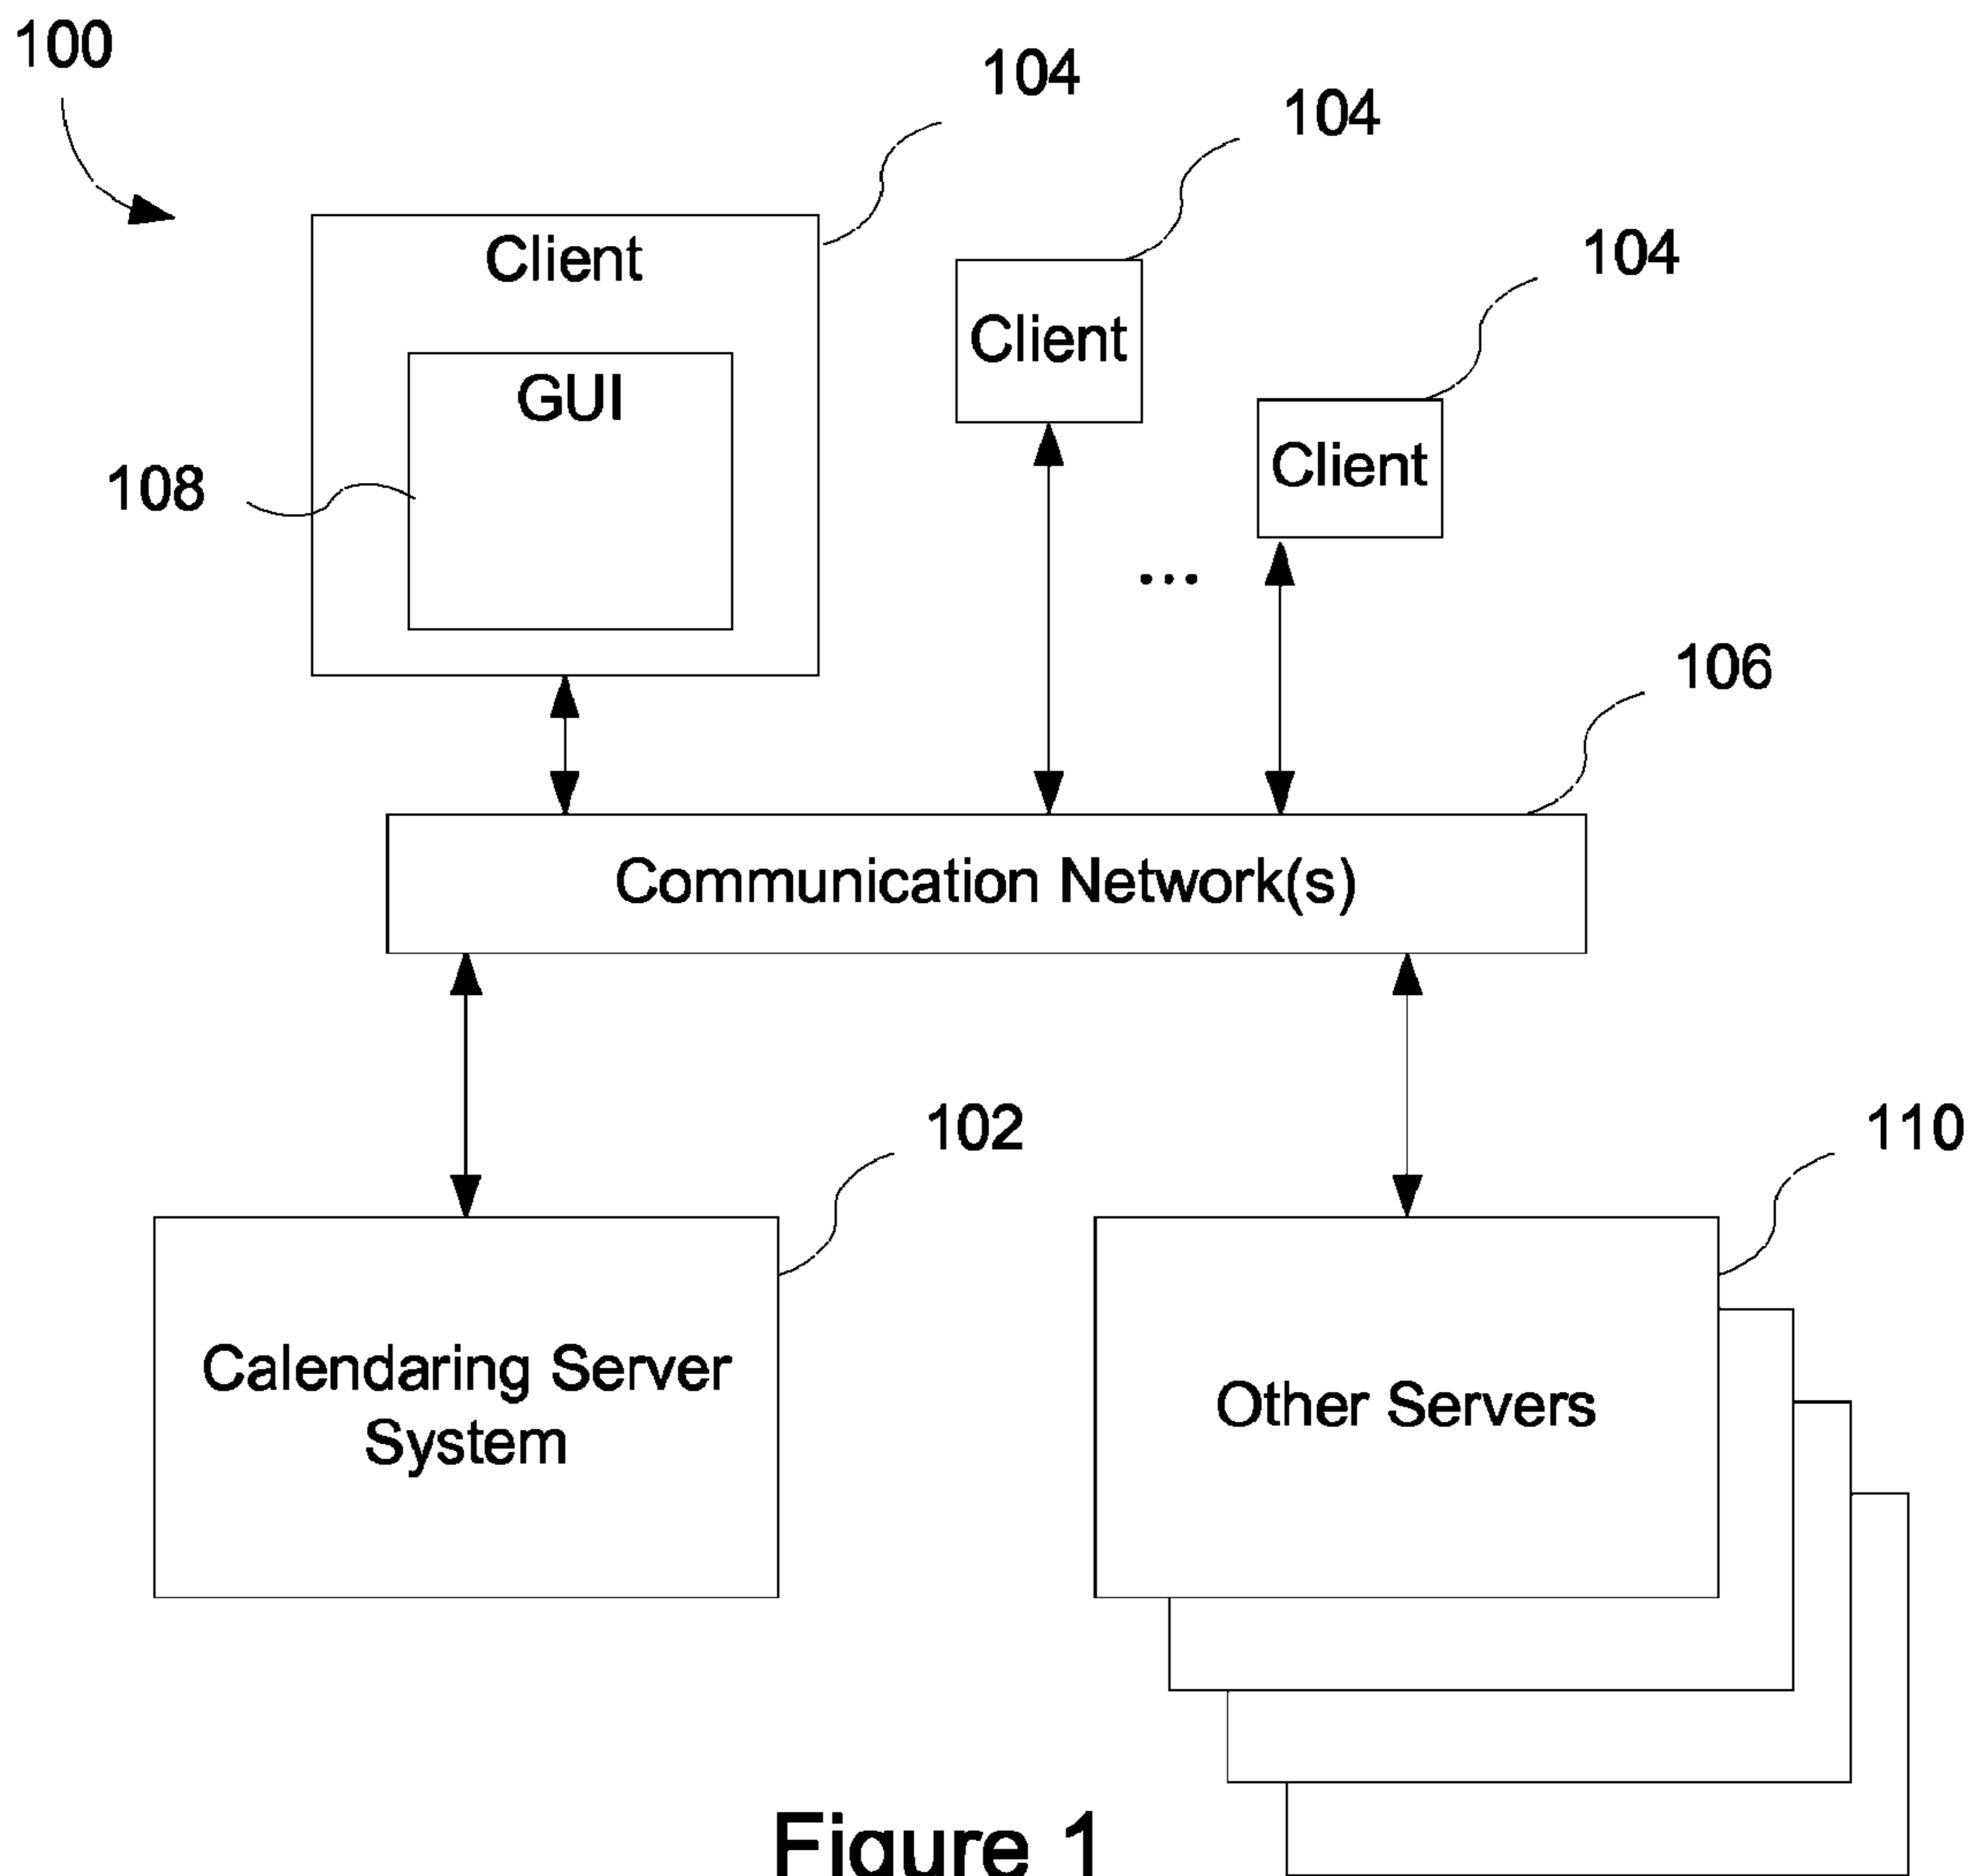 100
104
104
104
Client
Client
Client
GUI
108
...
106
Communication Network(s)
102
110
Calendaring Server
System
Other Servers
Figure 1